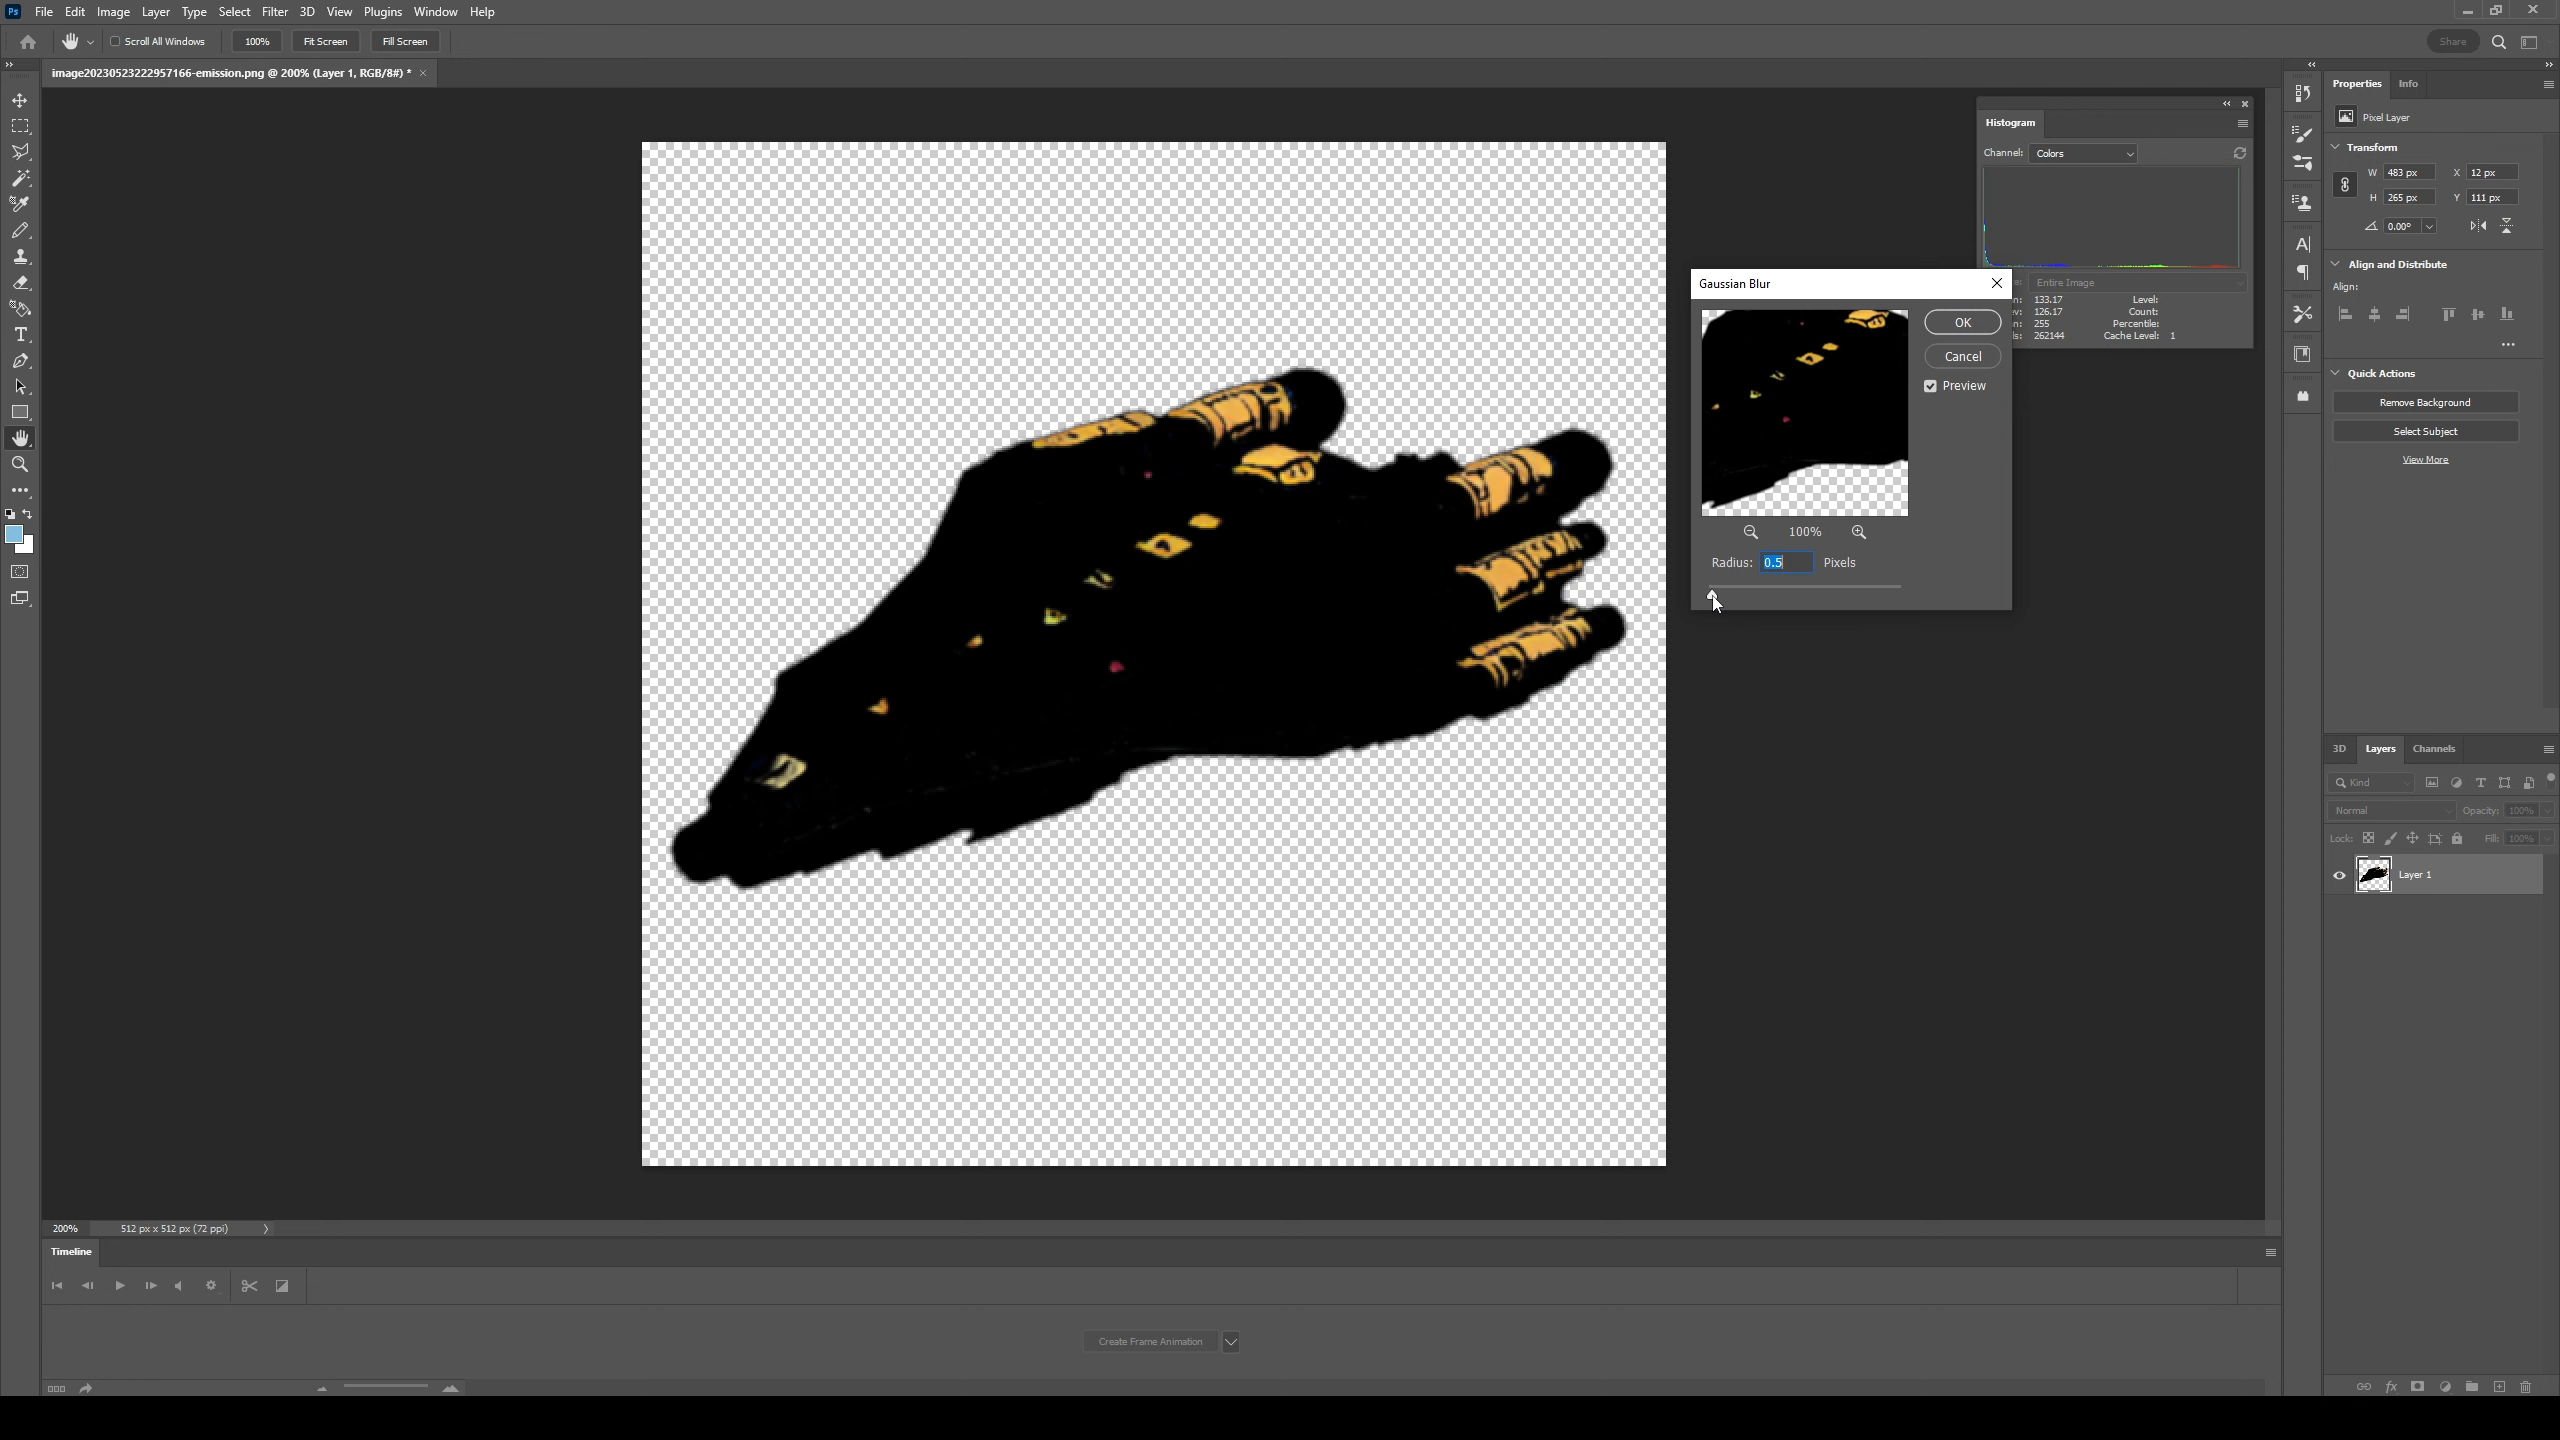 Ps File Edit Image Layer Type Select Filter 3D View Plugins Window Help
Scroll All Windows 100% Fit Screen Fill Screen Share
image20230523222957166-emission.png @ 200% (Layer 1, RGB/8#) *
Histogram
Channel: Colors
Entire Image
133.17 Level:
126.17 Count:
255 Percentile:
262144 Cache Level: 1
Gaussian Blur
OK
Cancel
Preview
100%
Radius: 0.5 Pixels
Properties Info
Pixel Layer
Transform
W 483 px X 12 px
H 265 px Y 111 px
0.00°
Align and Distribute
Align:
Quick Actions
Remove Background
Select Subject
View More
3D Layers Channels
Kind
Normal Opacity: 100%
Lock: Fill: 100%
Layer 1
200% 512 px x 512 px (72 ppi)
Timeline
Create Frame Animation